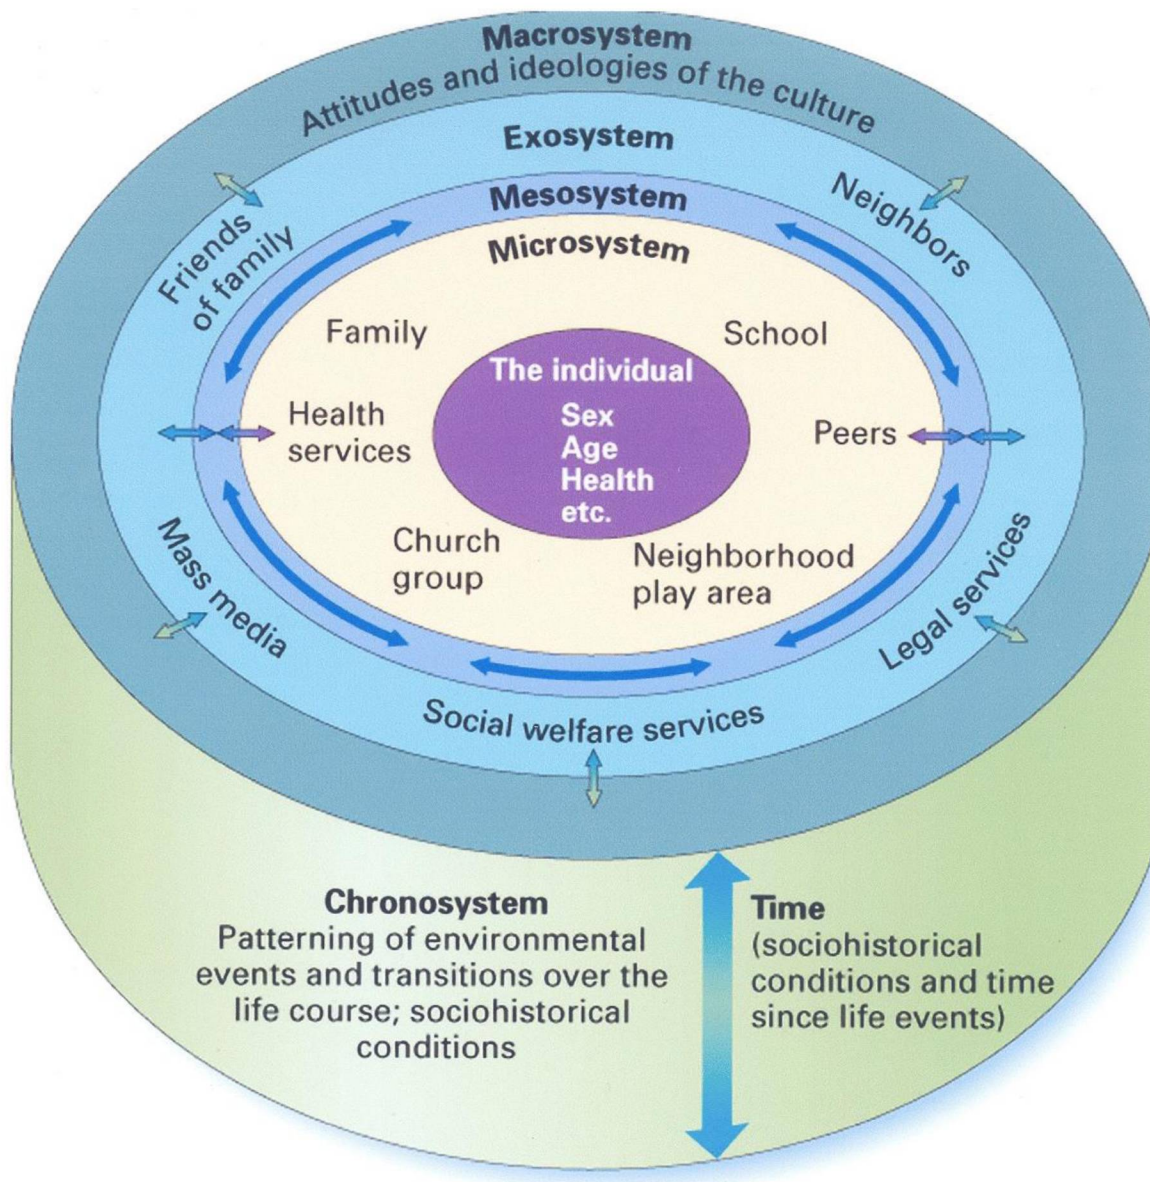 Macrosystem
Attitudes and ideologies of the culture
Exosystem
Mesosystem
Microsystem
Friends
of family
Neighbors
Family
School
The individual
Sex
Age
Health
etc.
Health
services
Peers
Church
group
Neighborhood
play area
Mass media
Legal services
Social welfare services
Chronosystem
Patterning of environmental
events and transitions over the
life course; sociohistorical
conditions
Time
(sociohistorical
conditions and time
since life events)